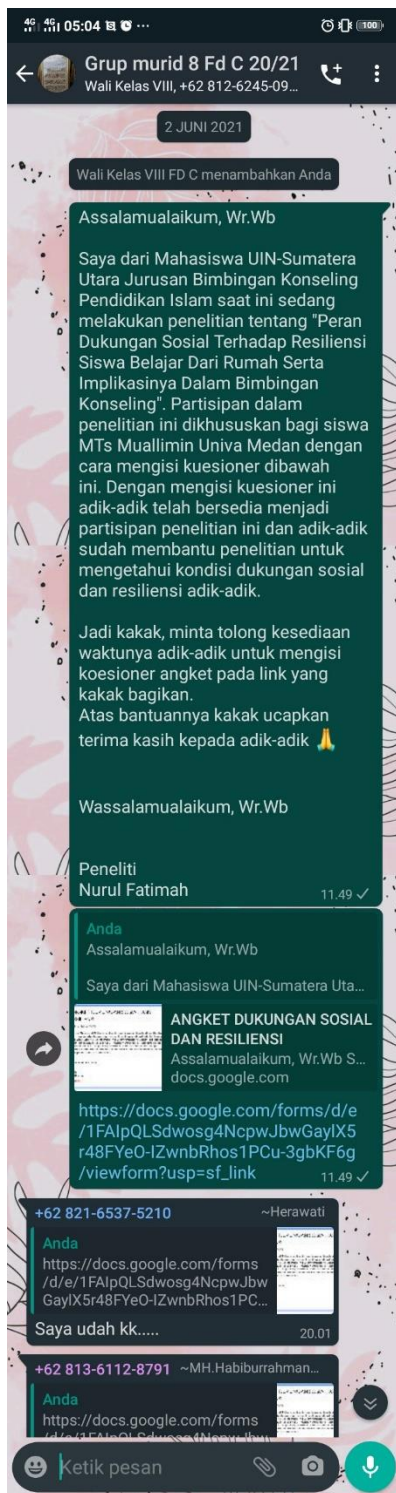 4G 4G 05:04 ... 100
Grup murid 8 Fd C 20/21
Wali Kelas VIII, +62 812-6245-09...
2 JUNI 2021
Wali Kelas VIII FD C menambahkan Anda
Assalamualaikum, Wr.Wb
Saya dari Mahasiswa UIN-Sumatera
Utara Jurusan Bimbingan Konseling
Pendidikan Islam saat ini sedang
melakukan penelitian tentang "Peran
Dukungan Sosial Terhadap Resiliensi
Siswa Belajar Dari Rumah Serta
Implikasinya Dalam Bimbingan
Konseling". Partisipan dalam
penelitian ini dikhususkan bagi siswa
MTs Muallimin Univa Medan dengan
cara mengisi kuesioner dibawah
ini. Dengan mengisi kuesioner ini
adik-adik telah bersedia menjadi
partisipan penelitian ini dan adik-adik
sudah membantu penelitian untuk
mengetahui kondisi dukungan sosial
dan resiliensi adik-adik.
Jadi kakak, minta tolong kesediaan
waktunya adik-adik untuk mengisi
koesioner angket pada link yang
kakak bagikan.
Atas bantuannya kakak ucapkan
terima kasih kepada adik-adik 🙏
Wassalamualaikum, Wr.Wb
Peneliti
Nurul Fatimah
11.49
Anda
Assalamualaikum, Wr.Wb
Saya dari Mahasiswa UIN-Sumatera Uta...
ANGKET DUKUNGAN SOSIAL
DAN RESILIENSI
Assalamualaikum, Wr.Wb S...
docs.google.com
https://docs.google.com/forms/d/e
/1FAIpQLSdwosg4NcpwJbwGaylX5
r48FYeO-IZwnbRhos1PCu-3gbKF6g
/viewform?usp=sf_link
11.49
+62 821-6537-5210 ~Herawati
Anda
https://docs.google.com/forms
/d/e/1FAIpQLSdwosg4NcpwJbw
GaylX5r48FYeO-IZwnbRhos1PC...
Saya udah kk.....
20.01
+62 813-6112-8791 ~MH.Habiburrahman...
Anda
https://docs.google.com/forms
Ketik pesan